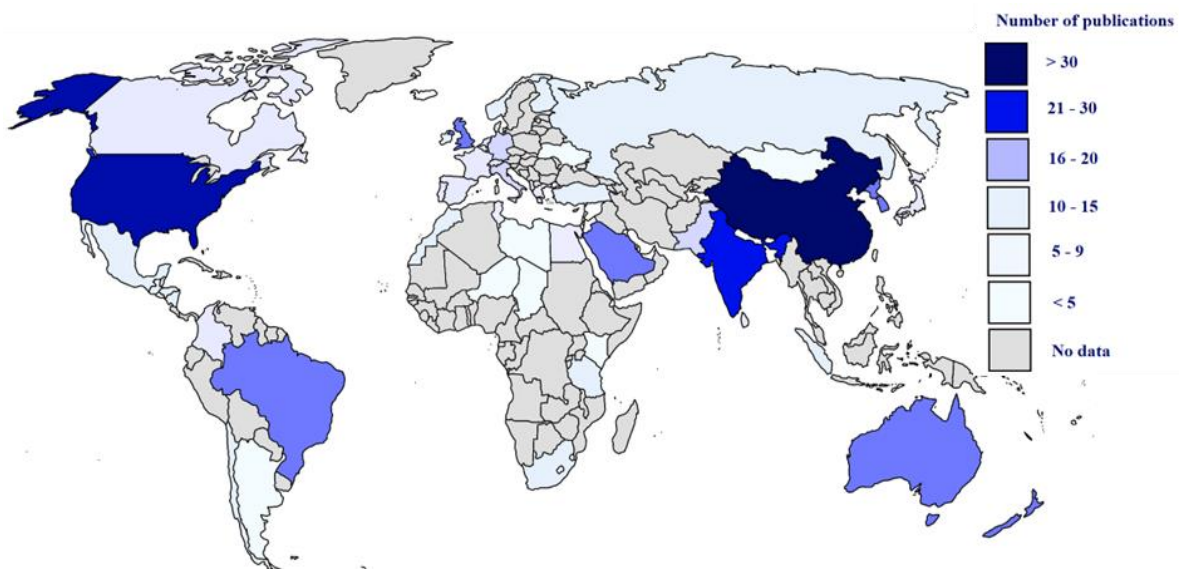 Number of publications
> 30
21 - 30
16 - 20
10 - 15
5 - 9
< 5
No data